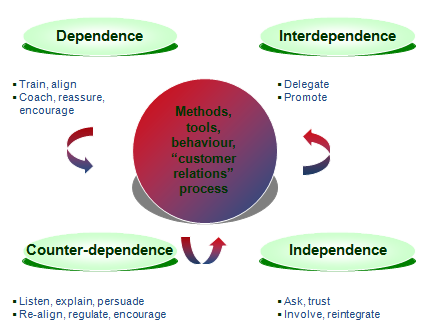 Dependence
Interdependence
▪ Train, align
▪ Coach, reassure,
encourage
▪ Delegate
▪ Promote
Methods,
tools,
behaviour,
“customer
relations”
process
Counter-dependence
Independence
▪ Listen, explain, persuade
▪ Re-align, regulate, encourage
▪ Ask, trust
▪ Involve, reintegrate